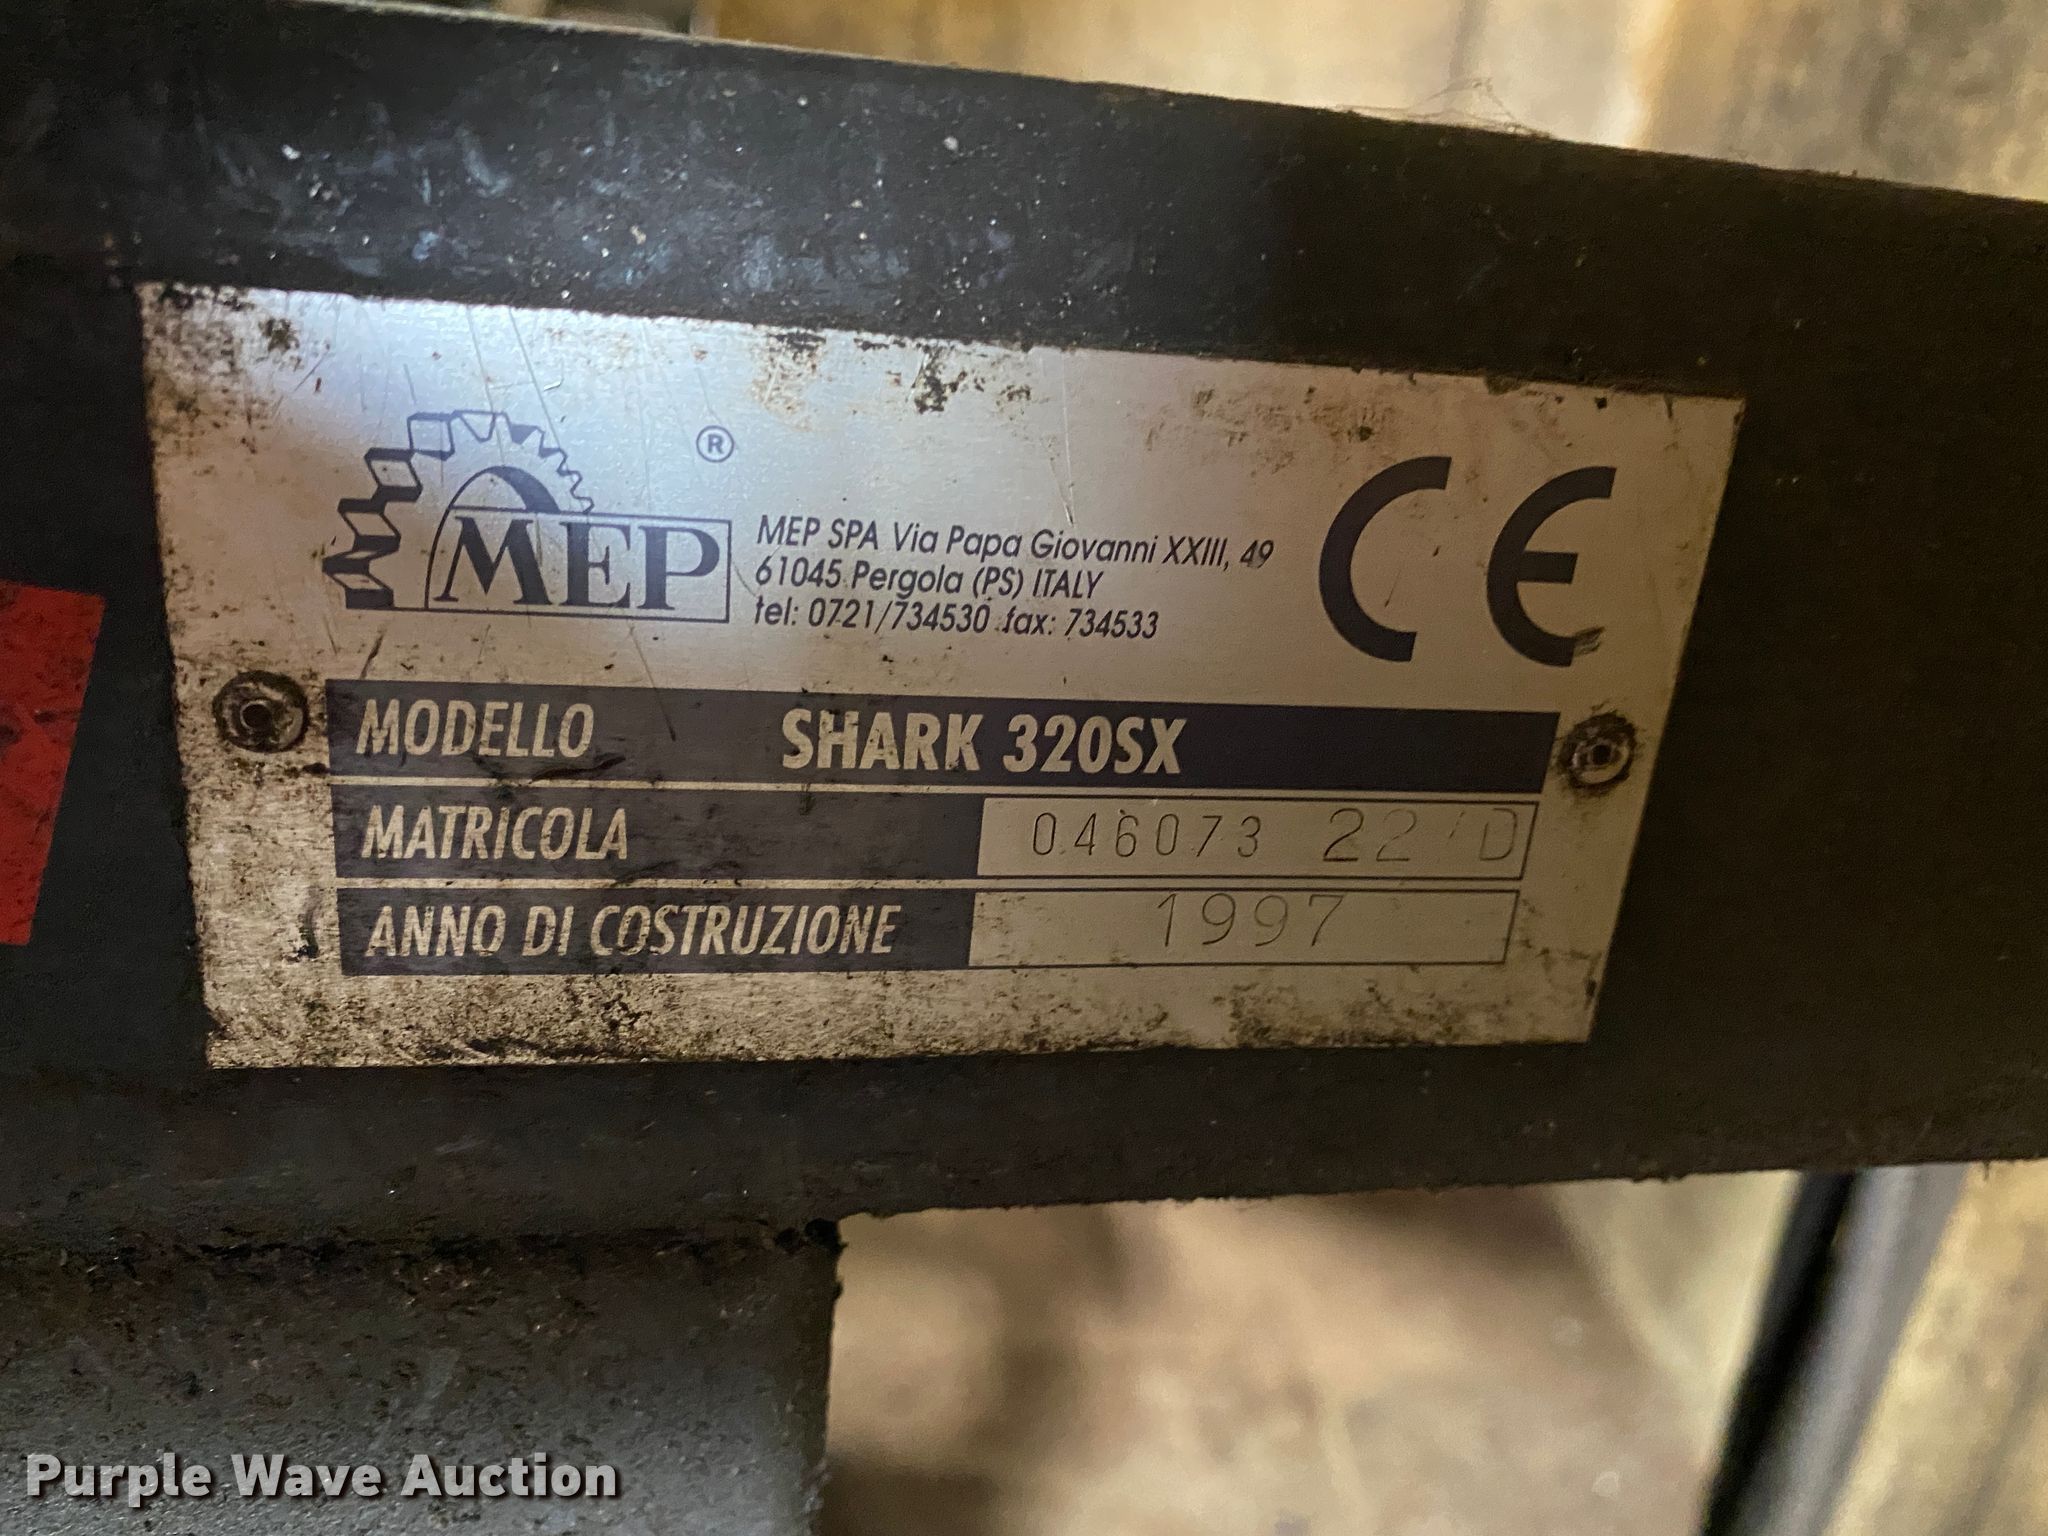 MEP ®
MEP SPA Via Papa Giovanni XXIII, 49
61045 Pergola (PS) ITALY
tel: 0721/734530 fax: 734533
CE
MODELLO SHARK 320SX
MATRICOLA 046073
ANNO DI COSTRUZIONE 1997
Purple Wave Auction